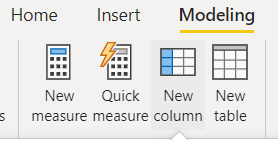 Home Insert Modeling
New Quick New New
measure measure column table
s